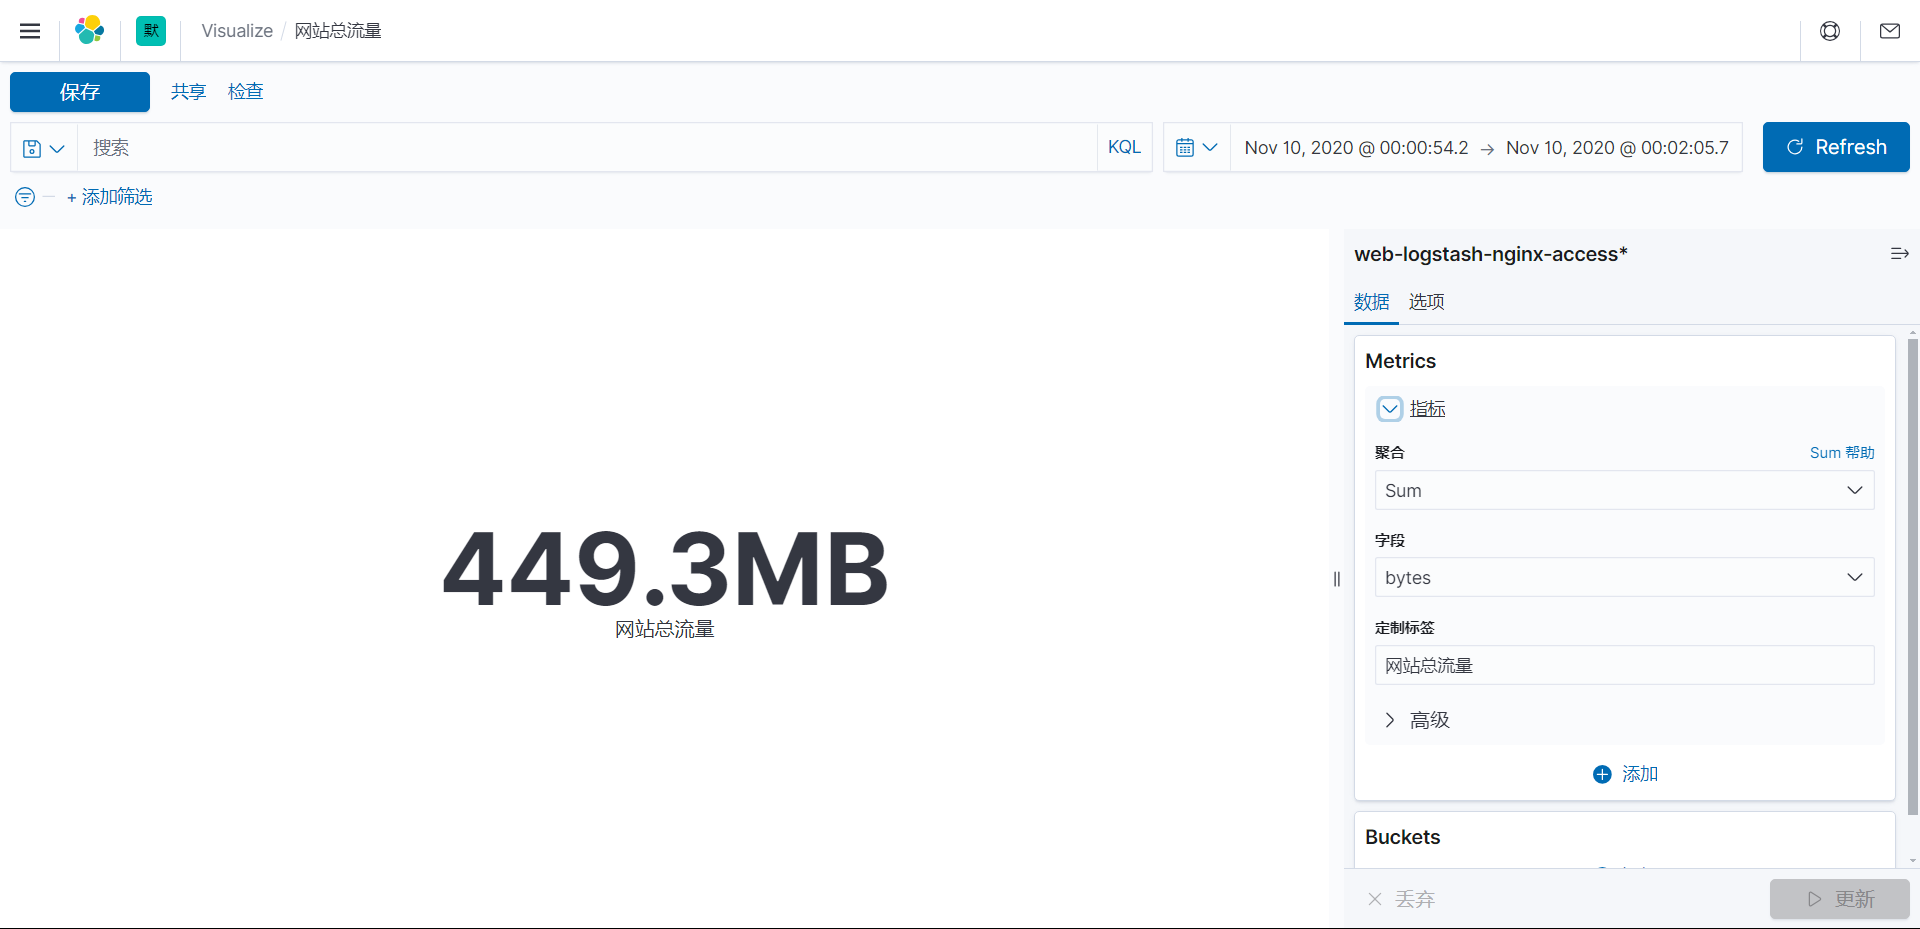 默
Visualize / 网站总流量
保存 共享 检查
搜索 KQL Nov 10, 2020 @ 00:00:54.2 → Nov 10, 2020 @ 00:02:05.7 Refresh
+ 添加筛选
web-logstash-nginx-access*
数据 选项
Metrics
指标
聚合 Sum 帮助
Sum
字段
bytes
定制标签
网站总流量
高级
添加
Buckets
丢弃 更新
449.3MB
网站总流量